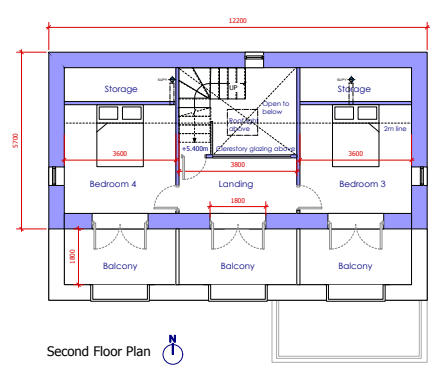 12200
Storage
Storage
UP
Open to
below
Rooflight
above
2m line
5700
3600
+5.400m
Clerestory glazing above
3600
3800
Bedroom 4
Landing
Bedroom 3
1800
1800
Balcony
Balcony
Balcony
Second Floor Plan
N